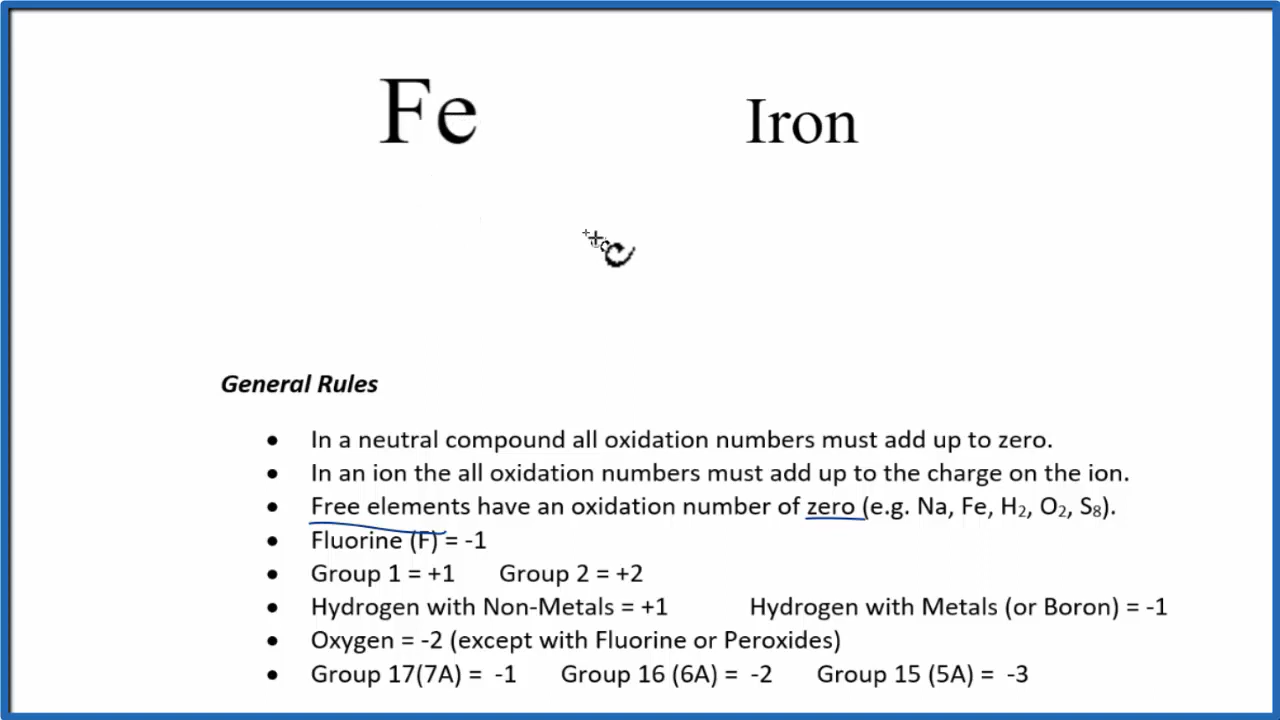 Fe Iron
General Rules
• In a neutral compound all oxidation numbers must add up to zero.
• In an ion the all oxidation numbers must add up to the charge on the ion.
• Free elements have an oxidation number of zero (e.g. Na, Fe, H₂, O₂, S₈).
• Fluorine (F) = -1
• Group 1 = +1 Group 2 = +2
• Hydrogen with Non-Metals = +1 Hydrogen with Metals (or Boron) = -1
• Oxygen = -2 (except with Fluorine or Peroxides)
• Group 17(7A) = -1 Group 16 (6A) = -2 Group 15 (5A) = -3